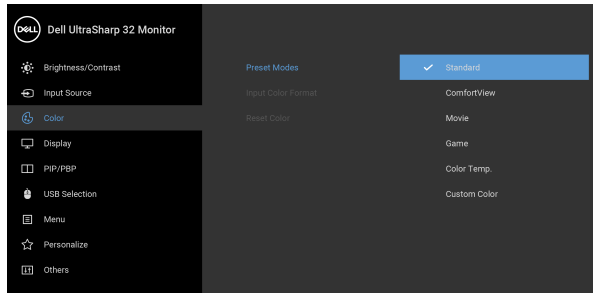 DELL Dell UltraSharp 32 Monitor
Brightness/Contrast Preset Modes Standard
Input Source Input Color Format ComfortView
Color Reset Color Movie
Display Game
PIP/PBP Color Temp.
USB Selection Custom Color
Menu
Personalize
Others